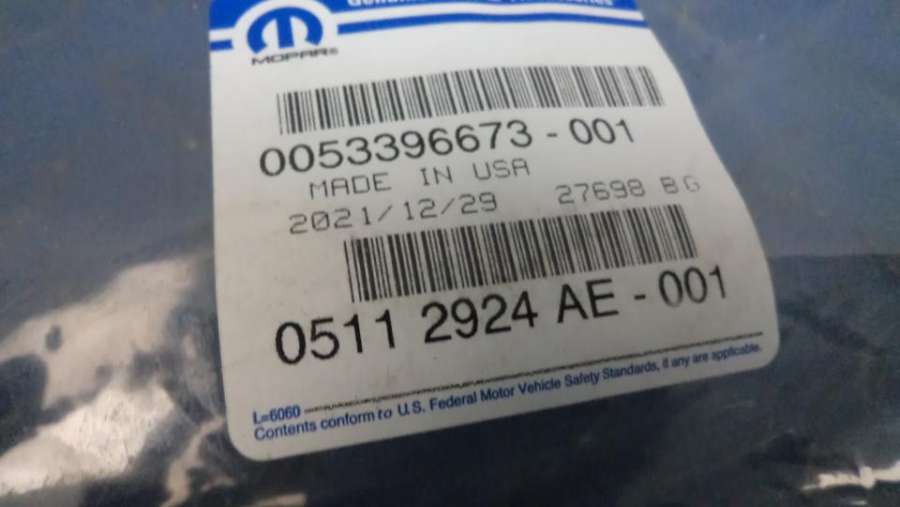 MOPAR®
0053396673-001
MADE IN USA
2021/12/29 27698 BG
0511 2924 AE-001
L=6060
Contents conform to U.S. Federal Motor Vehicle Safety Standards, if any are applicable.